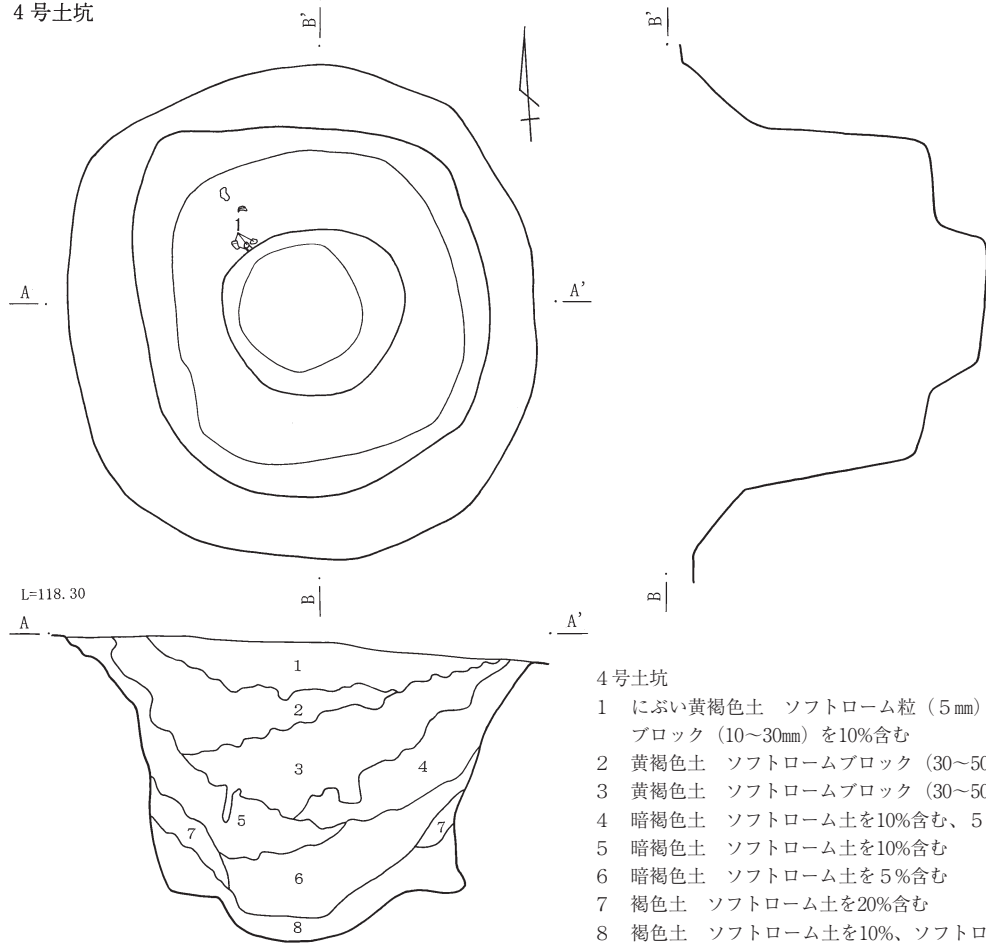 4号土坑
B'
B'
1
A
A'
L=118.30
B
B
A
A'
1
2
3
4
5
7
7
6
8
4号土坑
1 にぶい黄褐色土 ソフトローム粒（5㎜）
ブロック（10～30㎜）を10%含む
2 黄褐色土 ソフトロームブロック（30～50
3 黄褐色土 ソフトロームブロック（30～50
4 暗褐色土 ソフトローム土を10%含む、5
5 暗褐色土 ソフトローム土を10%含む
6 暗褐色土 ソフトローム土を5%含む
7 褐色土 ソフトローム土を20%含む
8 褐色土 ソフトローム土を10%、ソフトロ